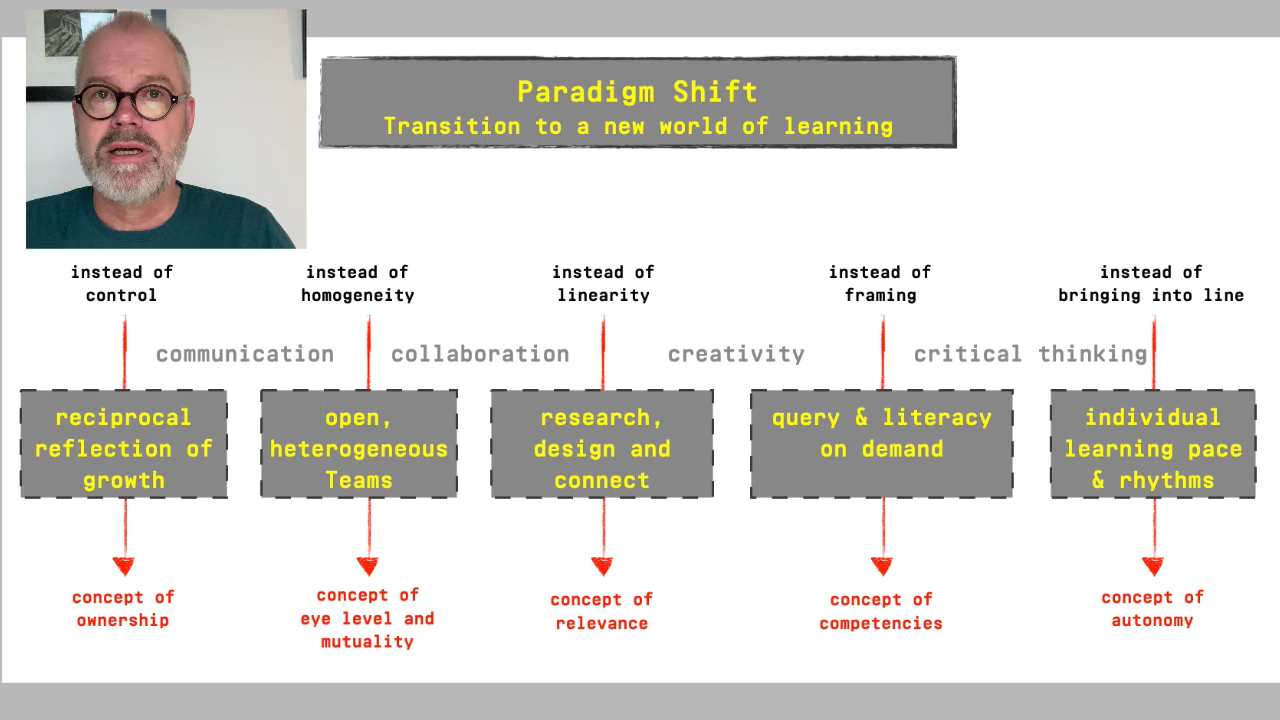 Paradigm Shift
Transition to a new world of learning
instead of
control
instead of
homogeneity
instead of
linearity
instead of
framing
instead of
bringing into line
communication
collaboration
creativity
critical thinking
reciprocal
reflection of
growth
open,
heterogeneous
Teams
research,
design and
connect
query & literacy
on demand
individual
learning pace
& rhythms
concept of
ownership
concept of
eye level and
mutuality
concept of
relevance
concept of
competencies
concept of
autonomy